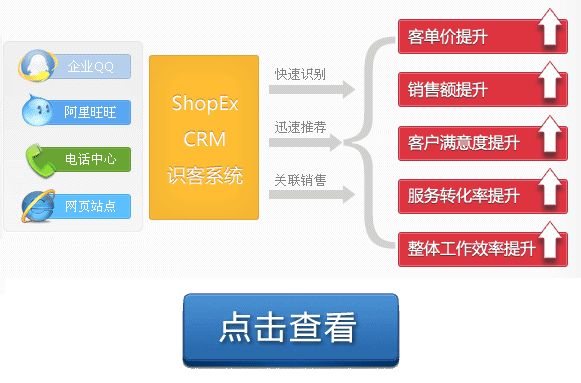 企业QQ
阿里旺旺
电话中心
网页站点
ShopEx
CRM
识客系统
快速识别
迅速推荐
关联销售
客单价提升
销售额提升
客户满意度提升
服务转化率提升
整体工作效率提升
点击查看